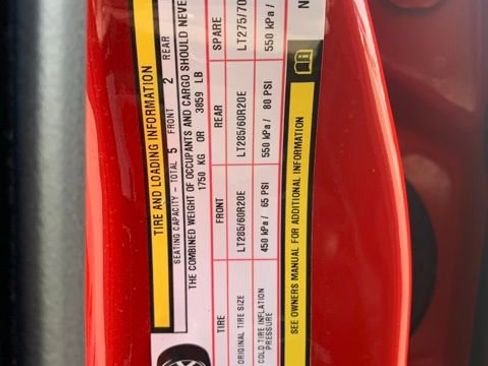 TIRE AND LOADING INFORMATION
SEATING CAPACITY - TOTAL 5 FRONT 2 REAR
THE COMBINED WEIGHT OF OCCUPANTS AND CARGO SHOULD NEVE
1750 KG OR 3859 LB
TIRE FRONT REAR SPARE
ORIGINAL TIRE SIZE LT285/60R20E LT285/60R20E LT275/70
COLD TIRE INFLATION PRESSURE 450 kPa / 65 PSI 550 kPa / 80 PSI 550 kPa /
SEE OWNERS MANUAL FOR ADDITIONAL INFORMATION
N